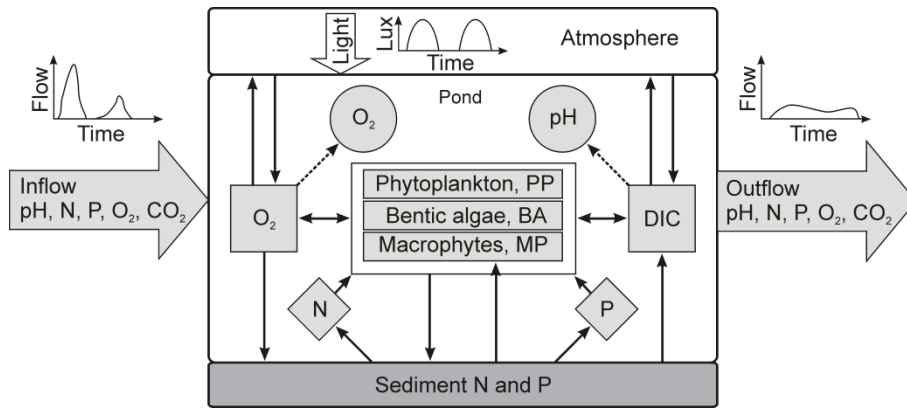 Light
Lux
Time
Atmosphere
Flow
Time
Pond
Flow
Time
O₂
pH
Inflow
pH, N, P, O₂, CO₂
O₂
Phytoplankton, PP
Bentic algae, BA
Macrophytes, MP
DIC
Outflow
pH, N, P, O₂, CO₂
N
P
Sediment N and P